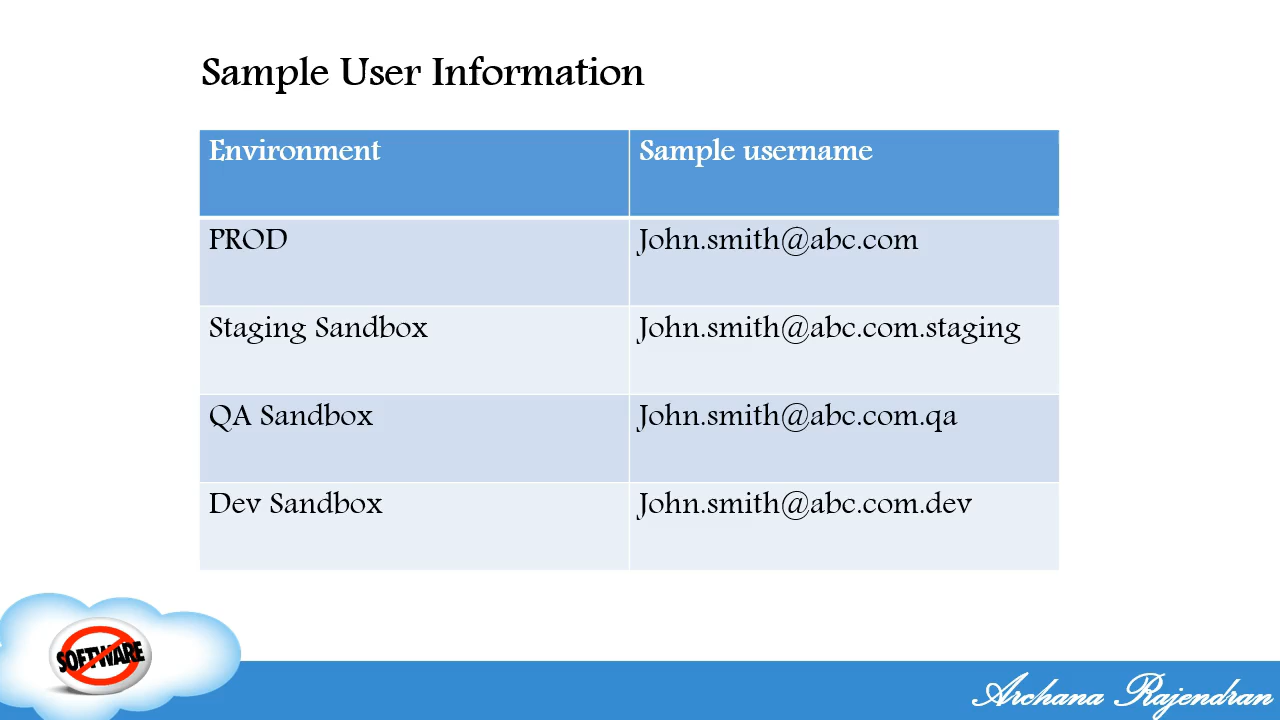 Sample User Information
Environment Sample username
PROD John.smith@abc.com
Staging Sandbox John.smith@abc.com.staging
QA Sandbox John.smith@abc.com.qa
Dev Sandbox John.smith@abc.com.dev
SOFTWARE
Archana Rajendran